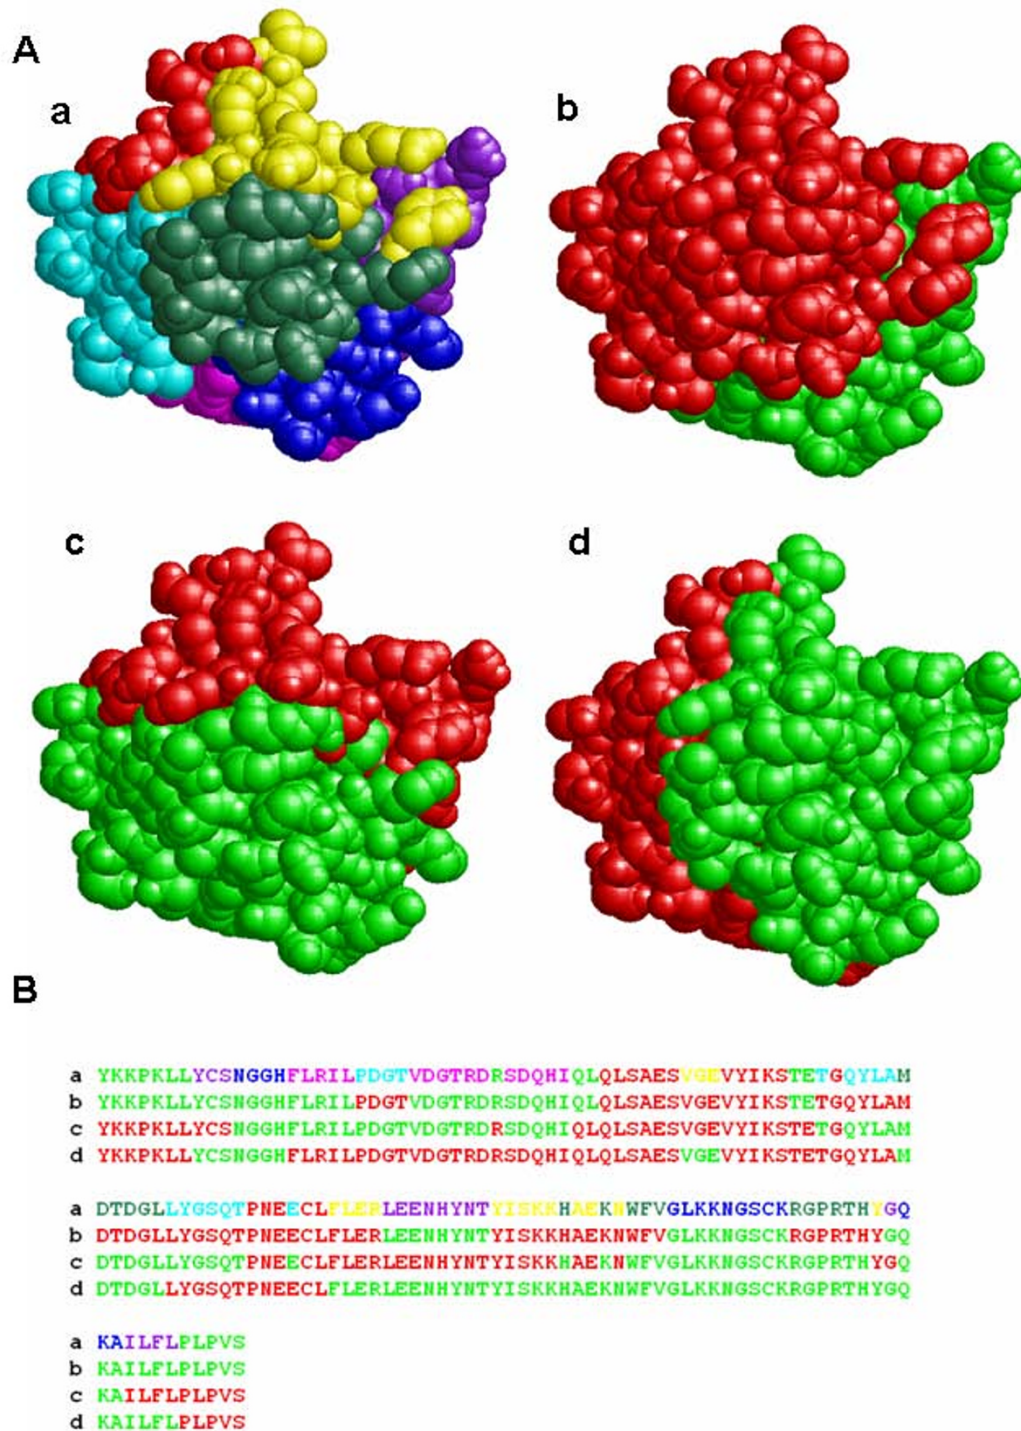 A
a
b
c
d
B
a YKKPKLLYCSNGGHFLRILPDGTVDGTRDRSDQHIQLQLSAESVGEVYIKSTETGQYLAM
b YKKPKLLYCSNGGHFLRILPDGTVDGTRDRSDQHIQLQLSAESVGEVYIKSTETGQYLAM
c YKKPKLLYCSNGGHFLRILPDGTVDGTRDRSDQHIQLQLSAESVGEVYIKSTETGQYLAM
d YKKPKLLYCSNGGHFLRILPDGTVDGTRDRSDQHIQLQLSAESVGEVYIKSTETGQYLAM
a DTDGLLYGSQTPNEECLFLERLEENHYNTYISKKHAEKNWFVGLKKNGSCKRGPRTHYGQ
b DTDGLLYGSQTPNEECLFLERLEENHYNTYISKKHAEKNWFVGLKKNGSCKRGPRTHYGQ
c DTDGLLYGSQTPNEECLFLERLEENHYNTYISKKHAEKNWFVGLKKNGSCKRGPRTHYGQ
d DTDGLLYGSQTPNEECLFLERLEENHYNTYISKKHAEKNWFVGLKKNGSCKRGPRTHYGQ
a KAILFLPLPVS
b KAILFLPLPVS
c KAILFLPLPVS
d KAILFLPLPVS